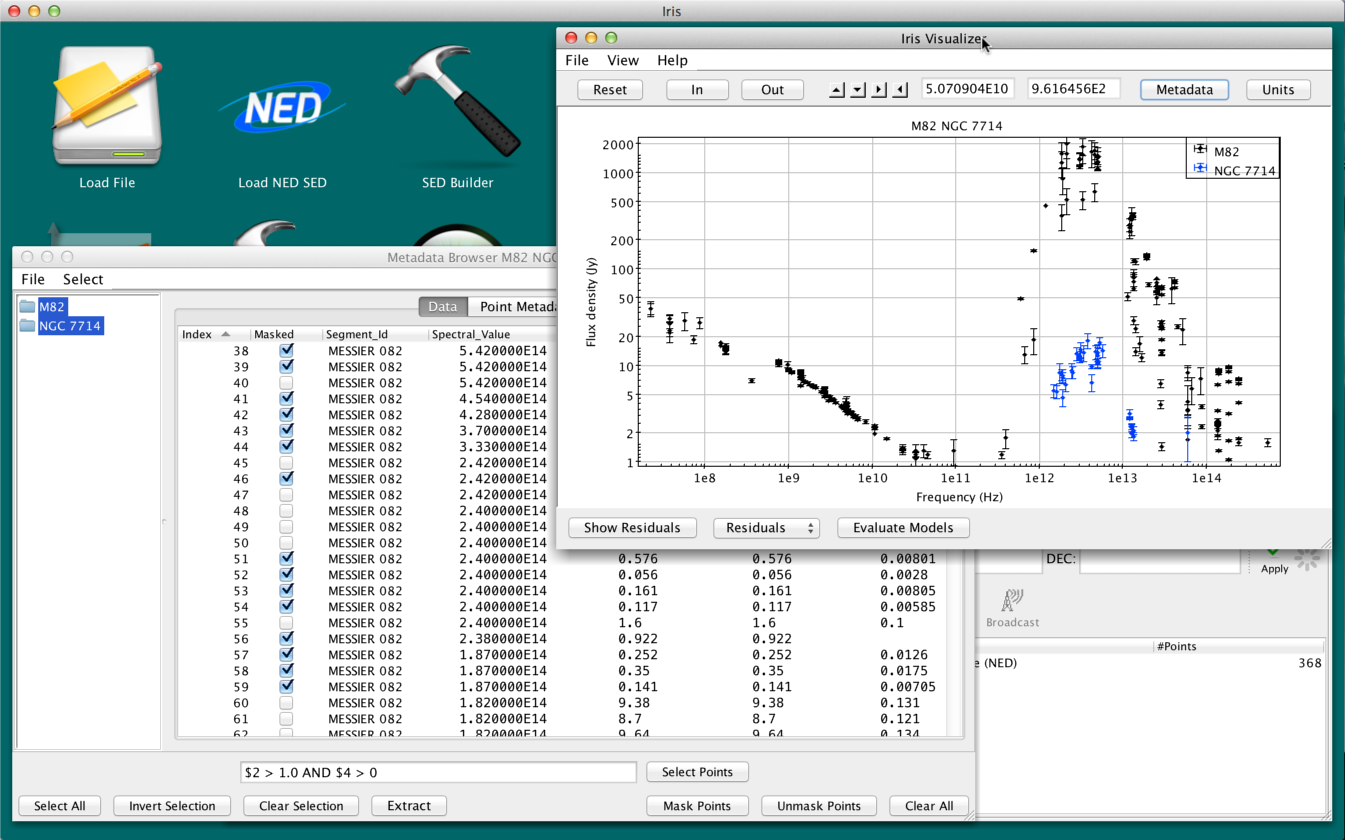 Iris
NED
Load File
Load NED SED
SED Builder
Iris Visualizer
File View Help
Reset In Out 5.070904E10 9.616456E2 Metadata Units
M82 NGC 7714
M82
NGC 7714
Flux density (Jy)
2000
1000
500
200
100
50
20
10
5
2
1
1e8 1e9 1e10 1e11 1e12 1e13 1e14
Frequency (Hz)
Show Residuals Residuals Evaluate Models
Metadata Browser M82 NGC
File Select
M82
NGC 7714
Data Point Metada
Index Masked Segment_Id Spectral_Value
38 MESSIER 082 5.420000E14
39 MESSIER 082 5.420000E14
40 MESSIER 082 5.420000E14
41 MESSIER 082 4.540000E14
42 MESSIER 082 4.280000E14
43 MESSIER 082 3.700000E14
44 MESSIER 082 3.330000E14
45 MESSIER 082 2.420000E14
46 MESSIER 082 2.420000E14
47 MESSIER 082 2.420000E14
48 MESSIER 082 2.400000E14
49 MESSIER 082 2.400000E14
50 MESSIER 082 2.400000E14
51 MESSIER 082 2.400000E14 0.576 0.576 0.00801
52 MESSIER 082 2.400000E14 0.056 0.056 0.0028
53 MESSIER 082 2.400000E14 0.161 0.161 0.00805
54 MESSIER 082 2.400000E14 0.117 0.117 0.00585
55 MESSIER 082 2.400000E14 1.6 1.6 0.1
56 MESSIER 082 2.380000E14 0.922 0.922
57 MESSIER 082 1.870000E14 0.252 0.252 0.0126
58 MESSIER 082 1.870000E14 0.35 0.35 0.0175
59 MESSIER 082 1.870000E14 0.141 0.141 0.00705
60 MESSIER 082 1.820000E14 9.38 9.38 0.131
61 MESSIER 082 1.820000E14 8.7 8.7 0.121
62 MESSIER 082 1.820000E14 9.64 9.64 0.134
$2 > 1.0 AND $4 > 0 Select Points
Select All Invert Selection Clear Selection Extract Mask Points Unmask Points Clear All
DEC:
Apply
Broadcast
#Points
e (NED) 368